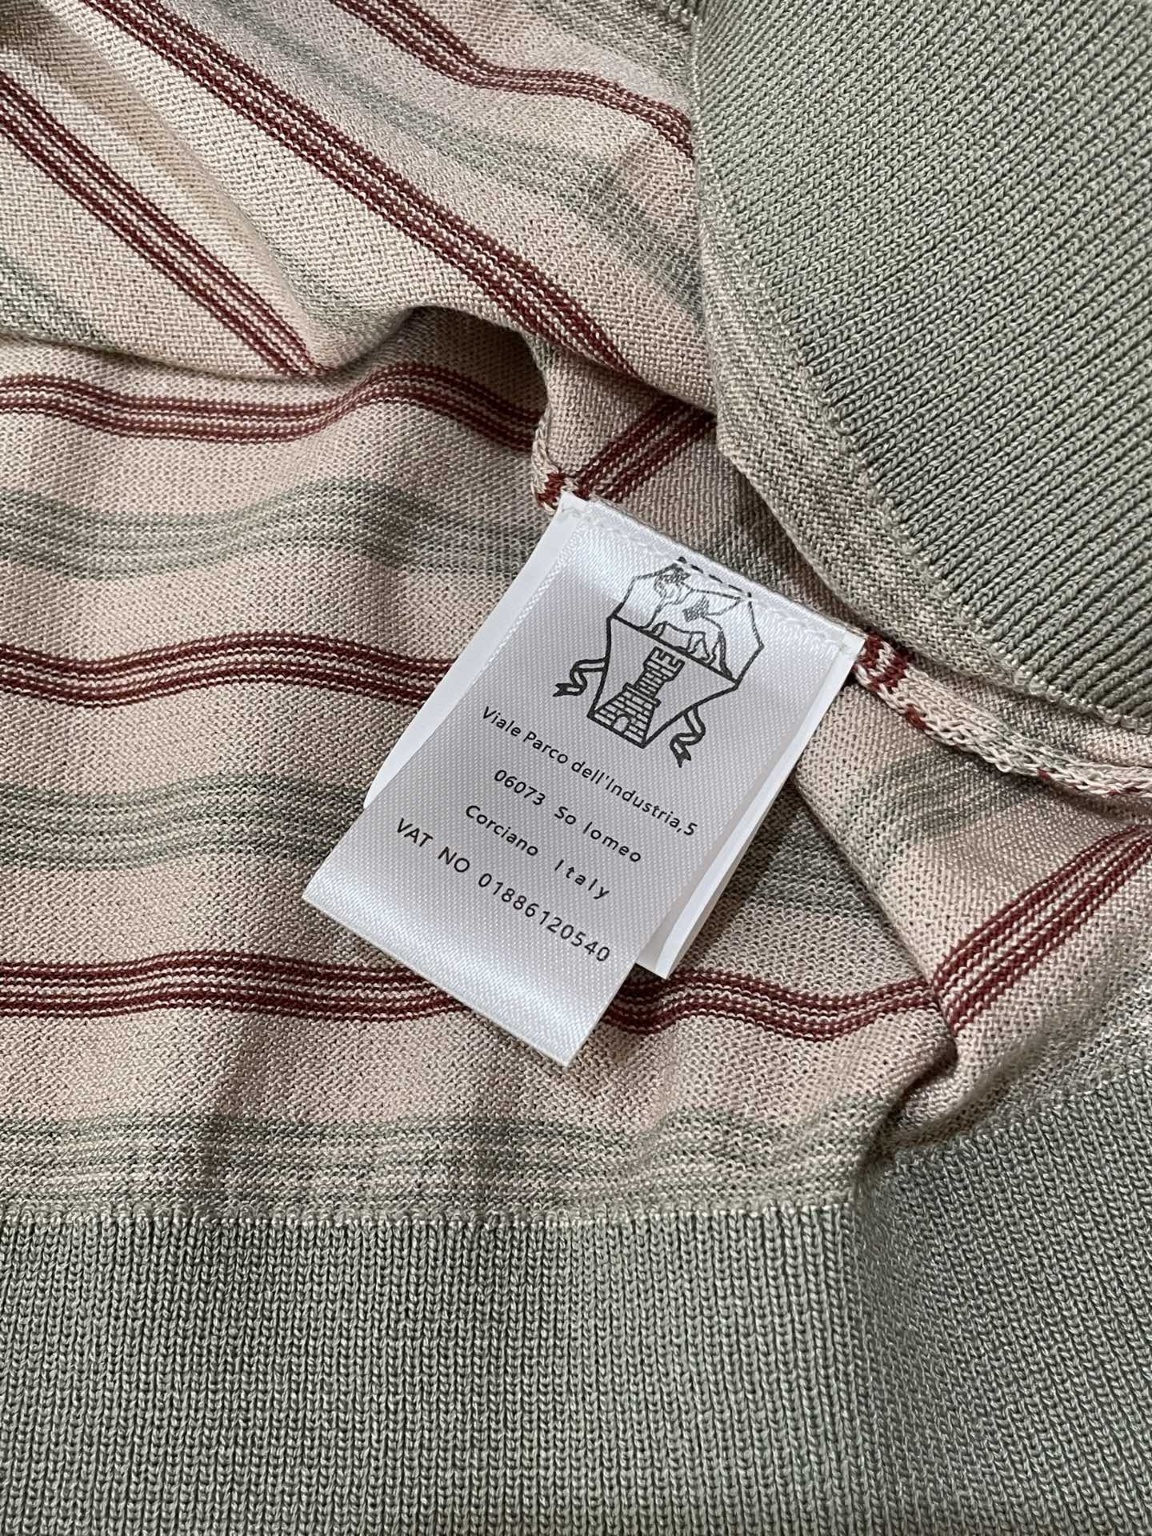 Viale Parco dell'Industria,5
06073 So lomeo
Corciano Italy
VAT NO 01886120540